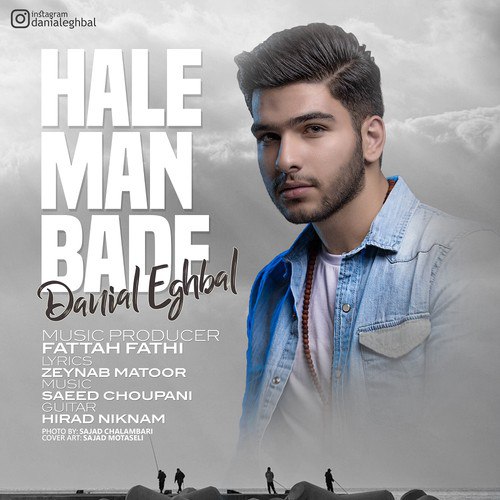 instagram
danialeghbal
HALE
MAN
BADE
Danial Eghbal
MUSIC PRODUCER
FATTAH FATHI
LYRICS
ZEYNAB MATOOR
MUSIC
SAEED CHOUPANI
GUITAR
HIRAD NIKNAM
PHOTO BY: SAJAD CHALAMBARI
COVER ART: SAJAD MOTASELI